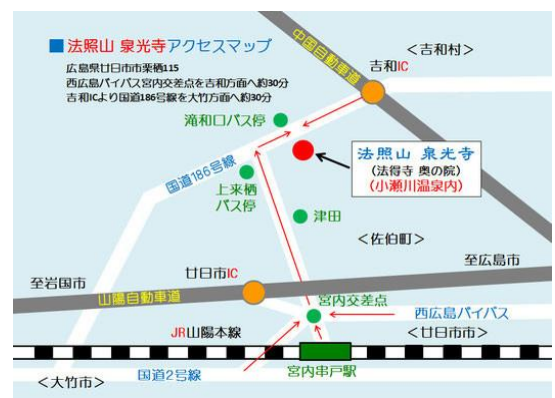 ■法照山 泉光寺アクセスマップ
広島県廿日市市栗栖115
西広島バイパス宮内交差点を吉和方面へ約30分
吉和ICより国道186号線を大竹方面へ約30分
中国自動車道
<吉和村>
吉和IC
滝和口バス停
法照山 泉光寺
(法得寺 奥の院)
(小瀬川温泉内)
国道186号線
上来栖
バス停
津田
<佐伯町>
至岩国市
廿日市IC
至広島市
山陽自動車道
宮内交差点
西広島バイパス
JR山陽本線
<廿日市市>
<大竹市>
国道2号線
宮内串戸駅